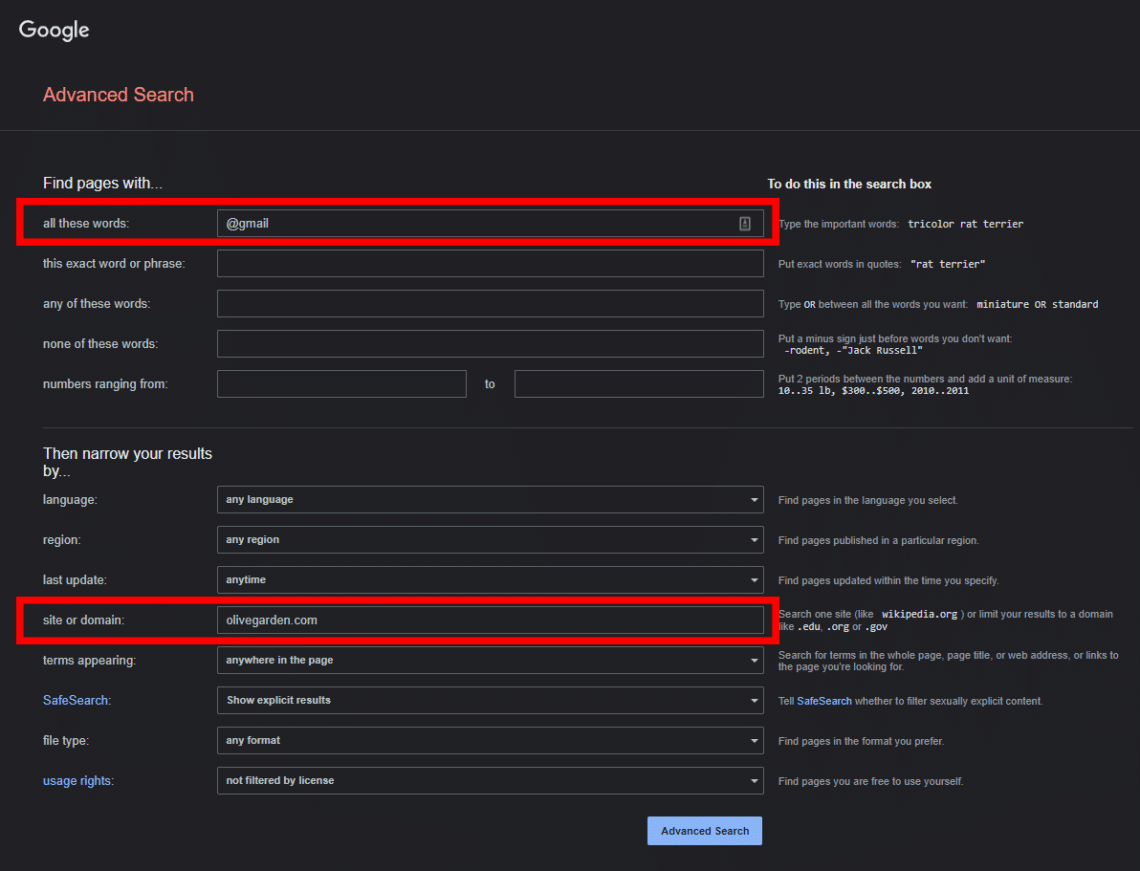 Google
Advanced Search
Find pages with...
To do this in the search box
all these words:
@gmail
Type the important words: tricolor rat terrier
this exact word or phrase:
Put exact words in quotes: "rat terrier"
any of these words:
Type OR between all the words you want: miniature OR standard
none of these words:
Put a minus sign just before words you don't want:
-rodent, -"Jack Russell"
numbers ranging from:
to
Put 2 periods between the numbers and add a unit of measure:
10..35 lb, $300..$500, 2010..2011
Then narrow your results
by...
language:
any language
Find pages in the language you select.
region:
any region
Find pages published in a particular region.
last update:
anytime
Find pages updated within the time you specify.
site or domain:
olivegarden.com
Search one site (like wikipedia.org ) or limit your results to a domain
like .edu, .org or .gov
terms appearing:
anywhere in the page
Search for terms in the whole page, page title, or web address, or links to
the page you're looking for.
SafeSearch:
Show explicit results
Tell SafeSearch whether to filter sexually explicit content.
file type:
any format
Find pages in the format you prefer.
usage rights:
not filtered by license
Find pages you are free to use yourself.
Advanced Search